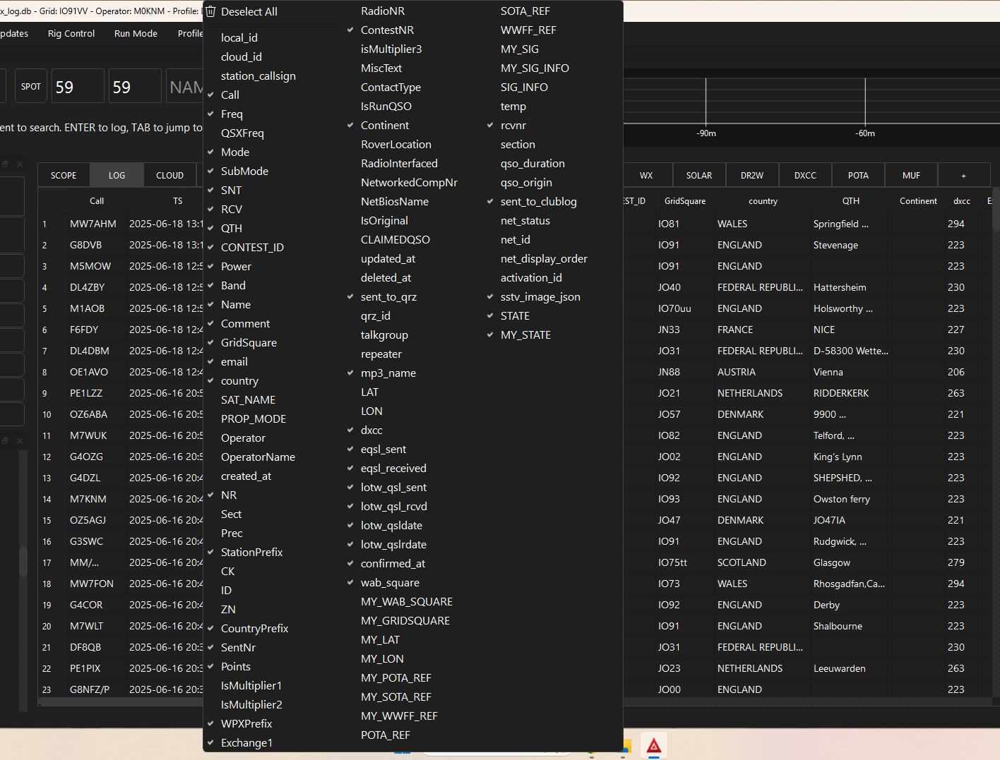 x_log.db - Grid: IO91VV - Operator: M0KNM - Profile:
pdates Rig Control Run Mode Profile
SPOT 59 59 NAM
-90m -60m
ent to search. ENTER to log, TAB to jump to
SCOPE LOG CLOUD WX SOLAR DR2W DXCC POTA MUF +
Call TS EST_ID GridSquare country QTH Continent dxcc
1 MW7AHM 2025-06-18 13:1 IO81 WALES Springfield ... 294
2 G8DVB 2025-06-18 13:1 IO91 ENGLAND Stevenage 223
3 M5MOW 2025-06-18 12:5 IO91 ENGLAND 223
4 DL4ZBY 2025-06-18 12:5 JO40 FEDERAL REPUBLI... Hattersheim 230
5 M1AOB 2025-06-18 12:5 IO70uu ENGLAND Holsworthy ... 223
6 F6FDY 2025-06-18 12:4 JN33 FRANCE NICE 227
7 DL4DBM 2025-06-18 12:4 JO31 FEDERAL REPUBLI... D-58300 Wette... 230
8 OE1AVO 2025-06-18 12:4 JN88 AUSTRIA Vienna 206
9 PE1LZZ 2025-06-16 20:5 JO21 NETHERLANDS RIDDERKERK 263
10 OZ6ABA 2025-06-16 20:5 JO57 DENMARK 9900 ... 221
11 M7WUK 2025-06-16 20:5 IO82 ENGLAND Telford, ... 223
12 G4OZG 2025-06-16 20:5 JO02 ENGLAND King's Lynn 223
13 G4DZL 2025-06-16 20:4 IO92 ENGLAND SHEPSHED, ... 223
14 M7KNM 2025-06-16 20:4 IO93 ENGLAND Owston ferry 223
15 OZ5AGJ 2025-06-16 20:4 JO47 DENMARK JO47IA 221
16 G3SWC 2025-06-16 20:4 IO91 ENGLAND Rudgwick, ... 223
17 MM/... 2025-06-16 20:4 IO75tt SCOTLAND Glasgow 279
18 MW7FON 2025-06-16 20:4 IO73 WALES Rhosgadfan,Ca... 294
19 G4COR 2025-06-16 20:4 IO92 ENGLAND Derby 223
20 M7WLT 2025-06-16 20:4 IO91 ENGLAND Shalbourne 223
21 DF8QB 2025-06-16 20:3 JO31 FEDERAL REPUBLI... 230
22 PE1PIX 2025-06-16 20:3 JO23 NETHERLANDS Leeuwarden 263
23 G8NFZ/P 2025-06-16 20:3 JO00 ENGLAND 223
Deselect All
local_id
cloud_id
station_callsign
Call
Freq
QSXFreq
Mode
SubMode
SNT
RCV
QTH
CONTEST_ID
Power
Band
Name
Comment
GridSquare
email
country
SAT_NAME
PROP_MODE
Operator
OperatorName
created_at
NR
Sect
Prec
StationPrefix
CK
ID
ZN
CountryPrefix
SentNr
Points
IsMultiplier1
IsMultiplier2
WPXPrefix
Exchange1
RadioNR
ContestNR
isMultiplier3
MiscText
ContactType
IsRunQSO
Continent
RoverLocation
RadioInterfaced
NetworkedCompNr
NetBiosName
IsOriginal
CLAIMEDQSO
updated_at
deleted_at
sent_to_qrz
qrz_id
talkgroup
repeater
mp3_name
LAT
LON
dxcc
eqsl_sent
eqsl_received
lotw_qsl_sent
lotw_qsl_rcvd
lotw_qsldate
lotw_qslrdate
confirmed_at
wab_square
MY_WAB_SQUARE
MY_GRIDSQUARE
MY_LAT
MY_LON
MY_POTA_REF
MY_SOTA_REF
MY_WWFF_REF
POTA_REF
SOTA_REF
WWFF_REF
MY_SIG
MY_SIG_INFO
SIG_INFO
temp
rcvnr
section
qso_duration
qso_origin
sent_to_clublog
net_status
net_id
net_display_order
activation_id
sstv_image_json
STATE
MY_STATE